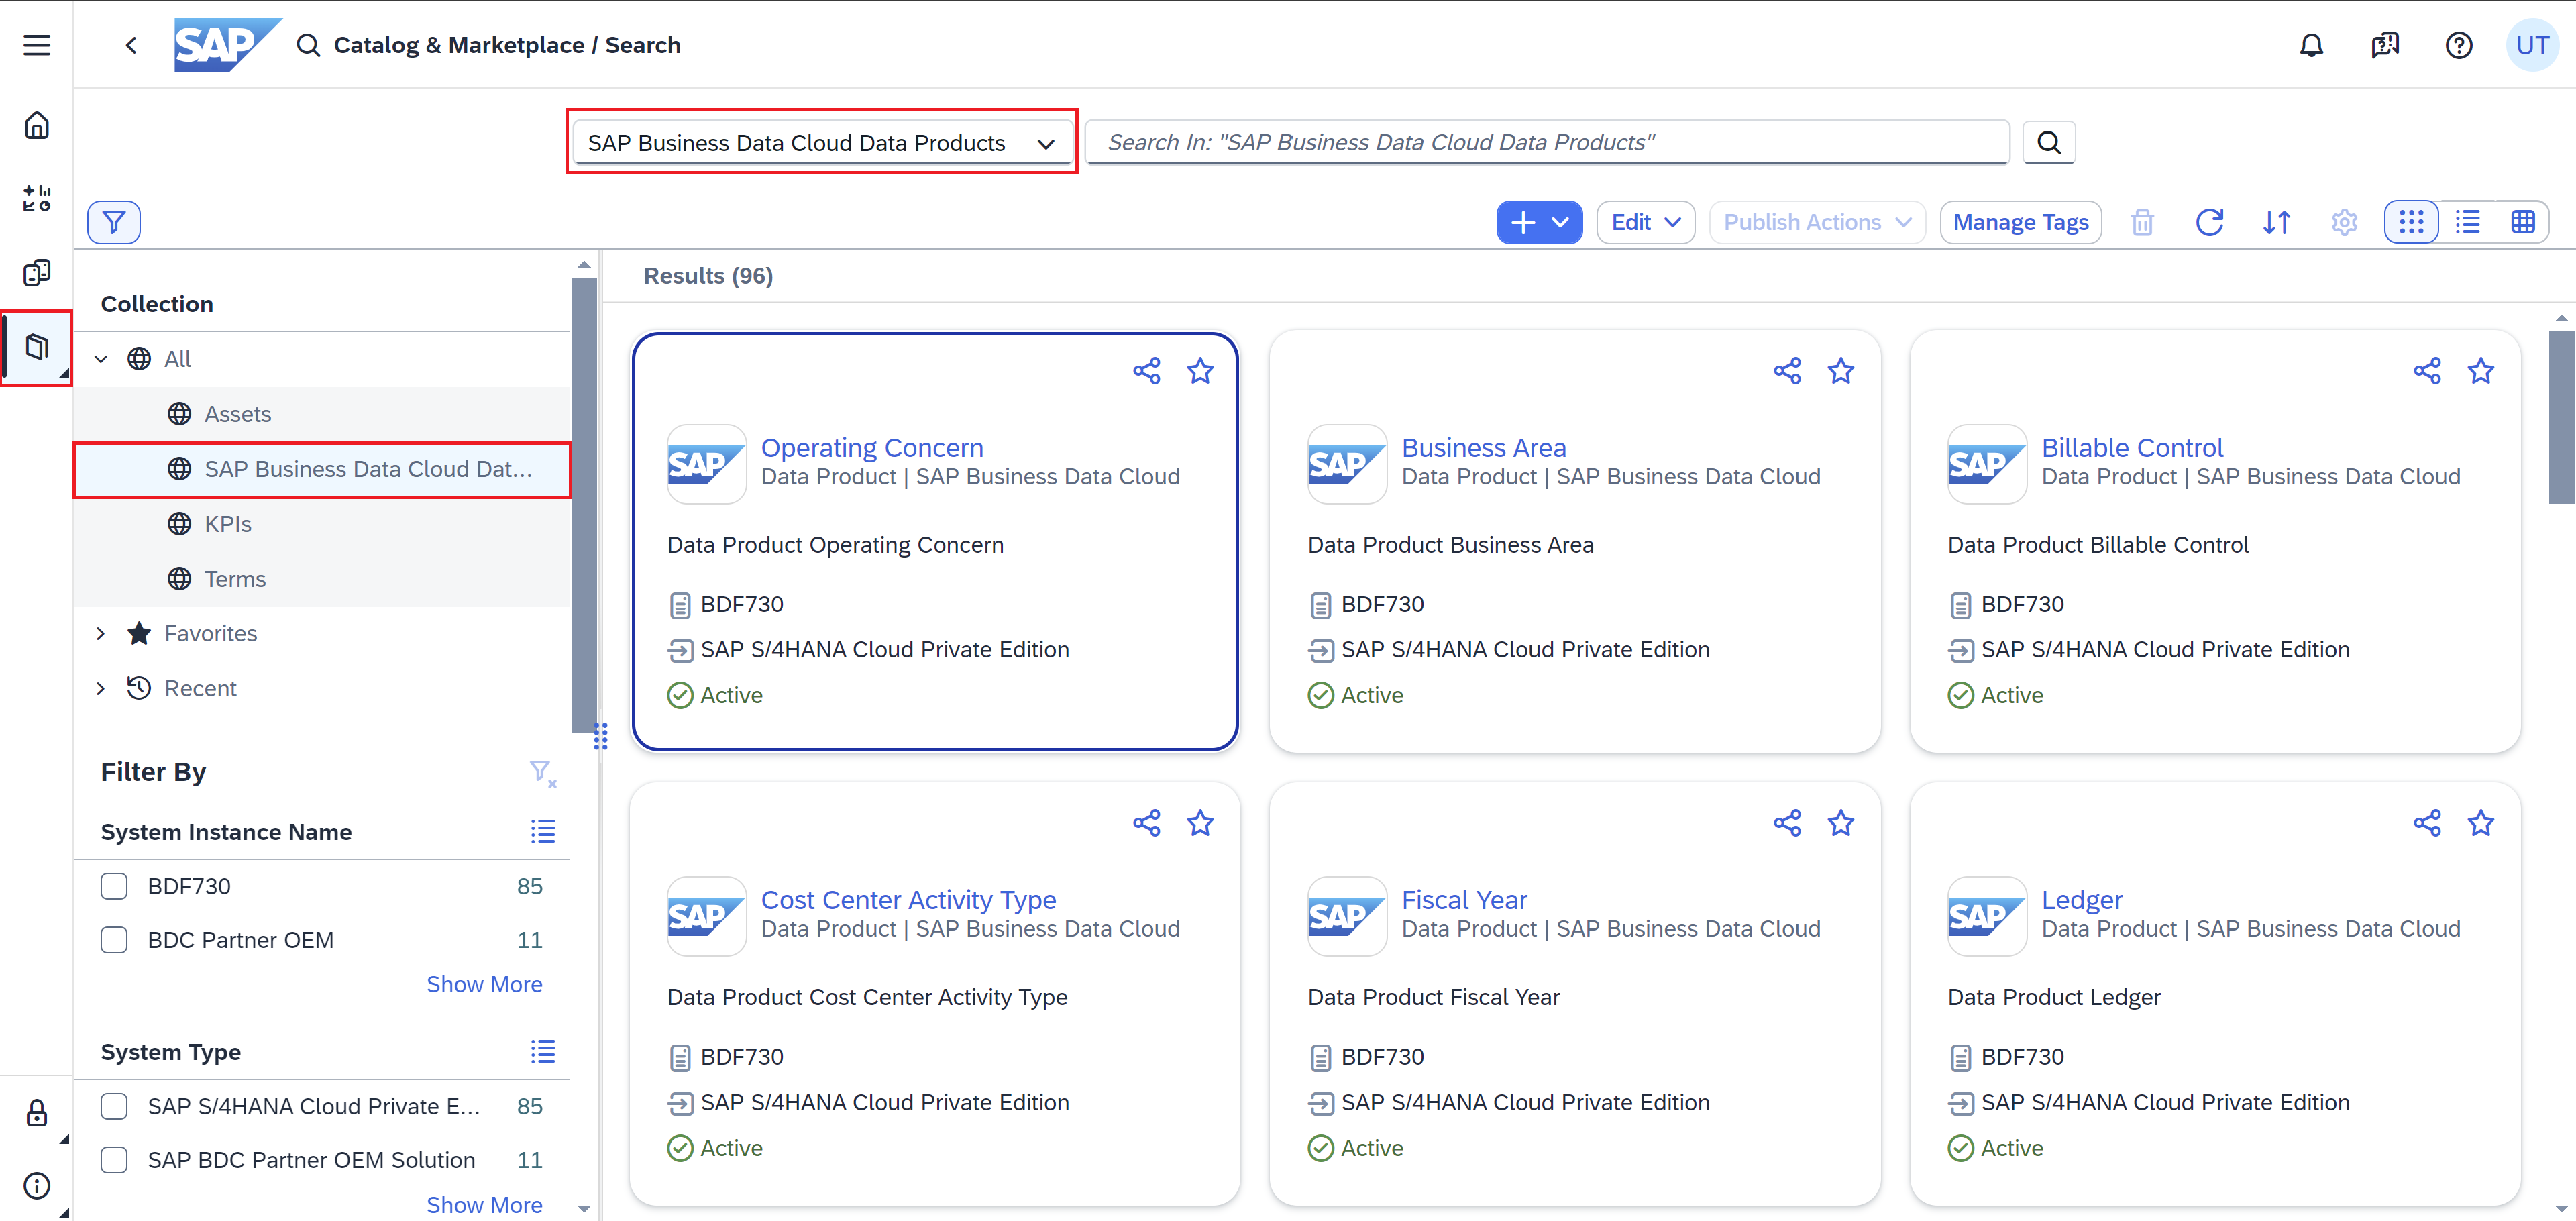 SAP Catalog & Marketplace / Search
UT
SAP Business Data Cloud Data Products
Search In: "SAP Business Data Cloud Data Products"
Edit
Publish Actions
Manage Tags
Collection
All
Assets
SAP Business Data Cloud Dat...
KPIs
Terms
Favorites
Recent
Filter By
System Instance Name
BDF730 85
BDC Partner OEM 11
Show More
System Type
SAP S/4HANA Cloud Private E... 85
SAP BDC Partner OEM Solution 11
Show More
Results (96)
SAP
Operating Concern
Data Product | SAP Business Data Cloud
Data Product Operating Concern
BDF730
SAP S/4HANA Cloud Private Edition
Active
SAP
Business Area
Data Product | SAP Business Data Cloud
Data Product Business Area
BDF730
SAP S/4HANA Cloud Private Edition
Active
SAP
Billable Control
Data Product | SAP Business Data Cloud
Data Product Billable Control
BDF730
SAP S/4HANA Cloud Private Edition
Active
SAP
Cost Center Activity Type
Data Product | SAP Business Data Cloud
Data Product Cost Center Activity Type
BDF730
SAP S/4HANA Cloud Private Edition
Active
SAP
Fiscal Year
Data Product | SAP Business Data Cloud
Data Product Fiscal Year
BDF730
SAP S/4HANA Cloud Private Edition
Active
SAP
Ledger
Data Product | SAP Business Data Cloud
Data Product Ledger
BDF730
SAP S/4HANA Cloud Private Edition
Active